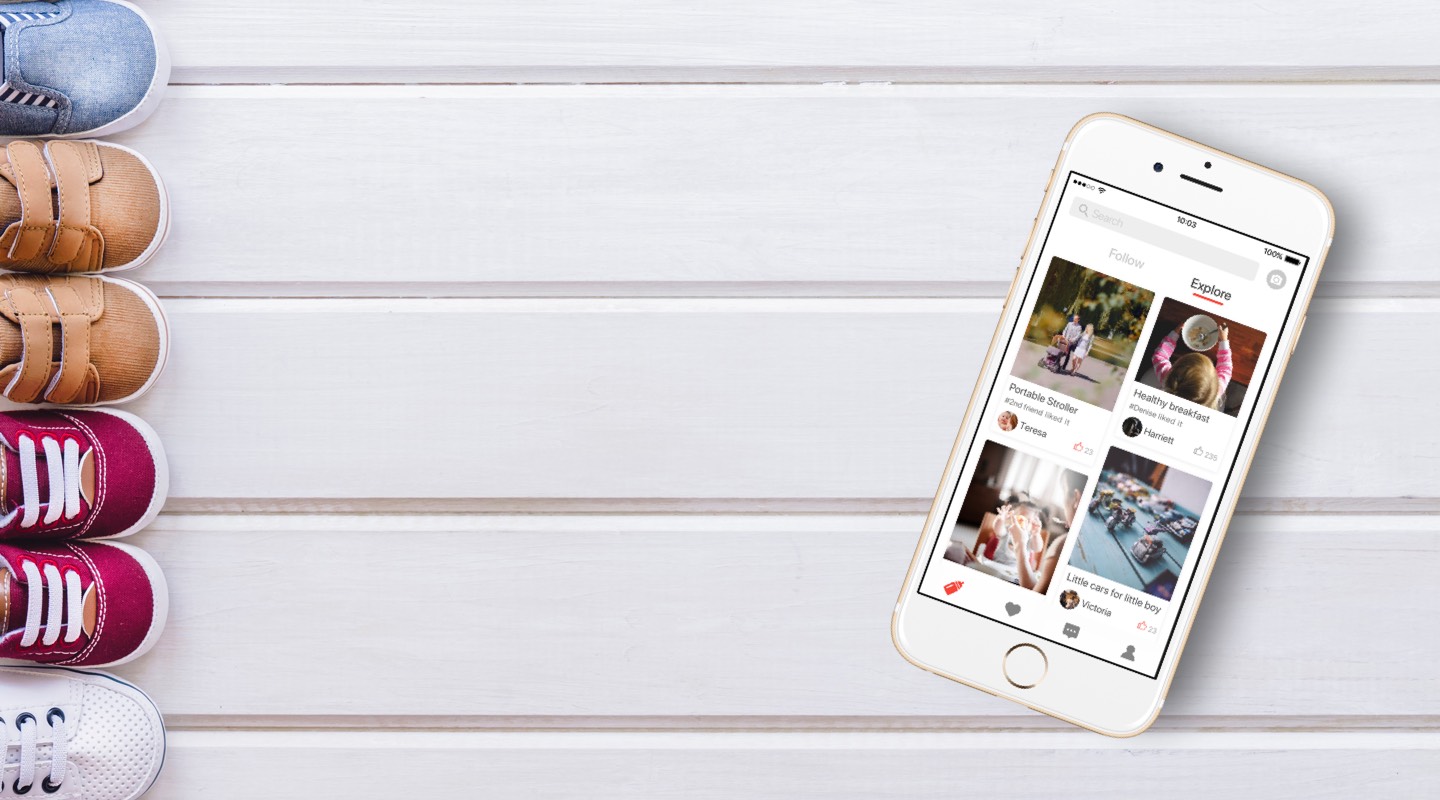 10:03
100%
Search
Follow
Explore
Portable Stroller
#2nd friend liked it
Teresa
23
Healthy breakfast
#Denise liked it
Harriett
235
Little cars for little boy
Victoria
23